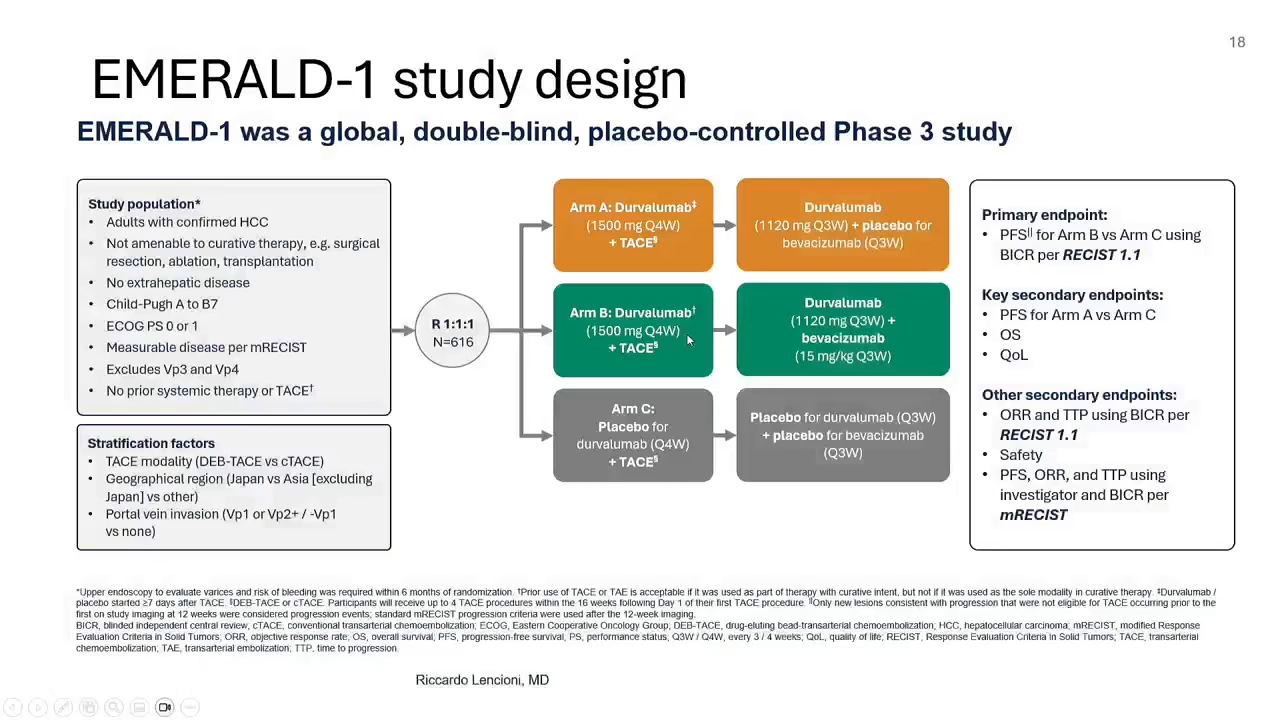 18
EMERALD-1 study design
EMERALD-1 was a global, double-blind, placebo-controlled Phase 3 study
Study population*
• Adults with confirmed HCC
• Not amenable to curative therapy, e.g. surgical
resection, ablation, transplantation
• No extrahepatic disease
• Child-Pugh A to B7
• ECOG PS 0 or 1
• Measurable disease per mRECIST
• Excludes Vp3 and Vp4
• No prior systemic therapy or TACE†
Stratification factors
• TACE modality (DEB-TACE vs cTACE)
• Geographical region (Japan vs Asia [excluding
Japan] vs other)
• Portal vein invasion (Vp1 or Vp2+ / -Vp1
vs none)
R 1:1:1
N=616
Arm A: Durvalumab‡
(1500 mg Q4W)
+ TACE§
Durvalumab
(1120 mg Q3W) + placebo for
bevacizumab (Q3W)
Arm B: Durvalumab†
(1500 mg Q4W)
+ TACE§
Durvalumab
(1120 mg Q3W) +
bevacizumab
(15 mg/kg Q3W)
Arm C:
Placebo for
durvalumab (Q4W)
+ TACE§
Placebo for durvalumab (Q3W)
+ placebo for bevacizumab
(Q3W)
Primary endpoint:
• PFS|| for Arm B vs Arm C using
BICR per RECIST 1.1
Key secondary endpoints:
• PFS for Arm A vs Arm C
• OS
• QoL
Other secondary endpoints:
• ORR and TTP using BICR per
RECIST 1.1
• Safety
• PFS, ORR, and TTP using
investigator and BICR per
mRECIST
*Upper endoscopy to evaluate varices and risk of bleeding was required within 6 months of randomization. †Prior use of TACE or TAE is acceptable if it was used as part of therapy with curative intent, but not if it was used as the sole modality in curative therapy. ‡Durvalumab /
placebo started ≥7 days after TACE. §DEB-TACE or cTACE. Participants will receive up to 4 TACE procedures within the 16 weeks following Day 1 of their first TACE procedure. ||Only new lesions consistent with progression that were not eligible for TACE occurring prior to the
first on study imaging at 12 weeks were considered progression events; standard mRECIST progression criteria were used after the 12-week imaging.
BICR, blinded independent central review; cTACE, conventional transarterial chemoembolization; ECOG, Eastern Cooperative Oncology Group; DEB-TACE, drug-eluting bead-transarterial chemoembolization; HCC, hepatocellular carcinoma; mRECIST, modified Response
Evaluation Criteria in Solid Tumors; ORR, objective response rate; OS, overall survival; PFS, progression-free survival; PS, performance status; Q3W / Q4W, every 3 / 4 weeks; QoL, quality of life; RECIST, Response Evaluation Criteria in Solid Tumors; TACE, transarterial
chemoembolization; TAE, transarterial embolization; TTP, time to progression.
Riccardo Lencioni, MD